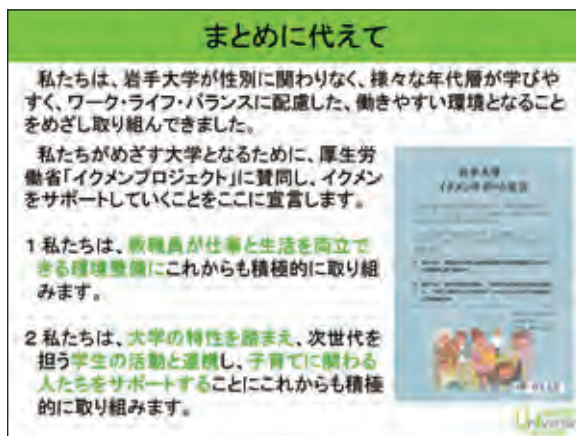 まとめに代えて
私たちは、岩手大学が性別に関わりなく、様々な年代層が学びや
すく、ワーク・ライフ・バランスに配慮した、働きやすい環境となること
をめざし取り組んできました。
私たちがめざす大学となるために、厚生労
働省「イクメンプロジェクト」に賛同し、イクメン
をサポートしていくことをここに宣言します。
1 私たちは、教職員が仕事と生活を両立で
きる環境整備にこれからも積極的に取り組
みます。
2 私たちは、大学の特性を踏まえ、次世代を
担う学生の活動と連携し、子育てに関わる
人たちをサポートすることにこれからも積極
的に取り組みます。
岩手大学
イクメンサポート宣言